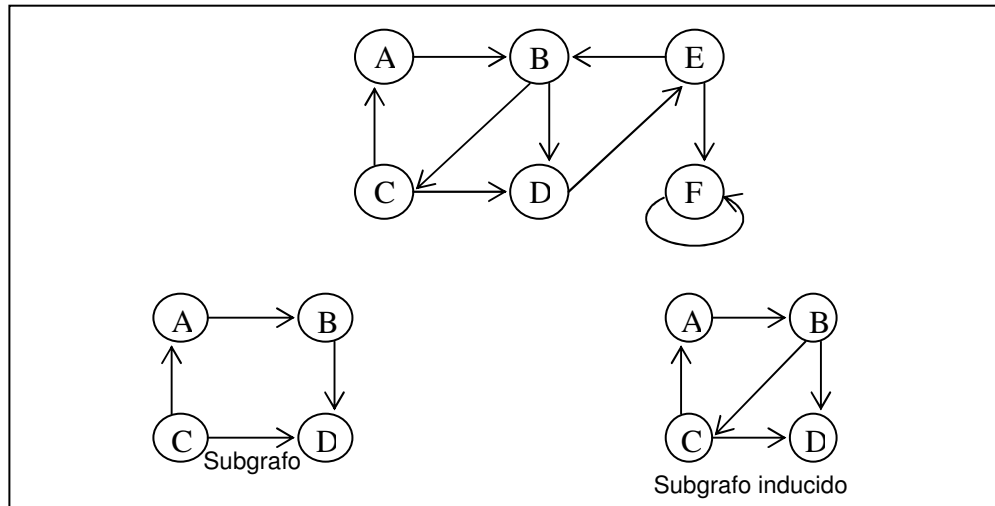 A B E
C D F
A B
C D
Subgrafo
A B
C D
Subgrafo inducido